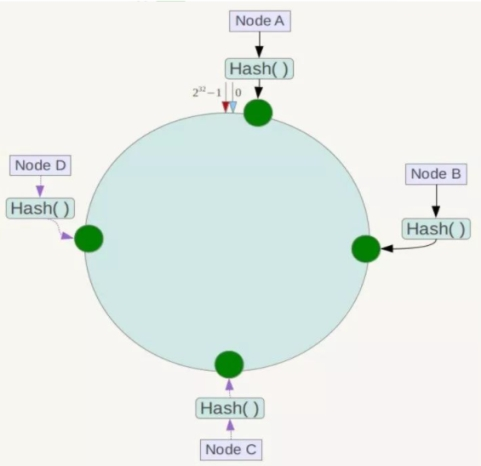 Node A
Hash( )
2³²−1 0
Node D
Hash( )
Node B
Hash( )
Hash( )
Node C